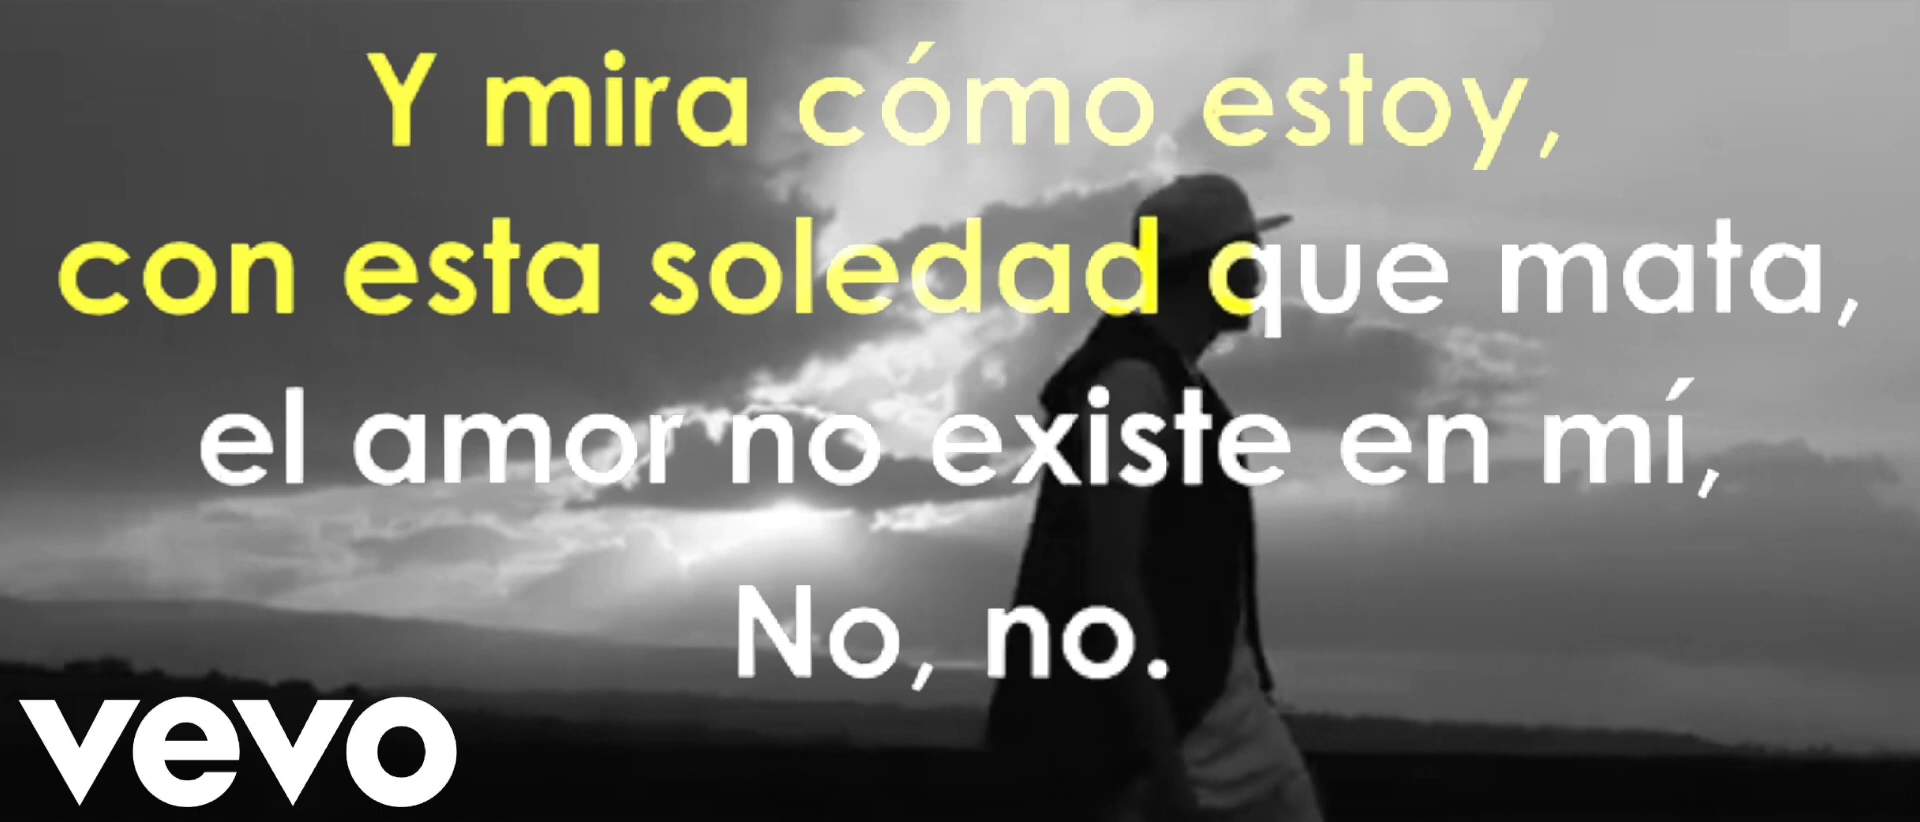 Y mira cómo estoy,
con esta soledad que mata,
el amor no existe en mí,
No, no.
vevo